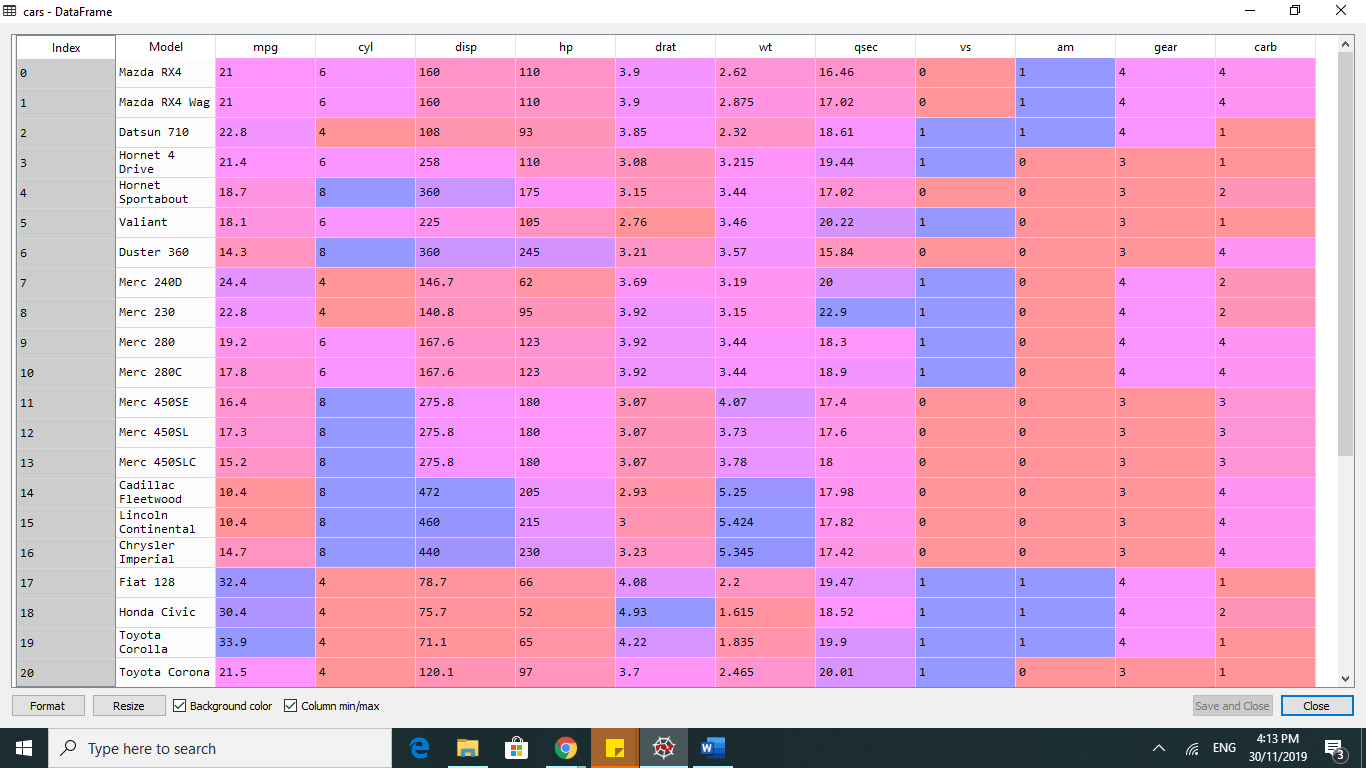 cars - DataFrame
Index Model mpg cyl disp hp drat wt qsec vs am gear carb
0 Mazda RX4 21 6 160 110 3.9 2.62 16.46 0 1 4 4
1 Mazda RX4 Wag 21 6 160 110 3.9 2.875 17.02 0 1 4 4
2 Datsun 710 22.8 4 108 93 3.85 2.32 18.61 1 1 4 1
3 Hornet 4 Drive 21.4 6 258 110 3.08 3.215 19.44 1 0 3 1
4 Hornet Sportabout 18.7 8 360 175 3.15 3.44 17.02 0 0 3 2
5 Valiant 18.1 6 225 105 2.76 3.46 20.22 1 0 3 1
6 Duster 360 14.3 8 360 245 3.21 3.57 15.84 0 0 3 4
7 Merc 240D 24.4 4 146.7 62 3.69 3.19 20 1 0 4 2
8 Merc 230 22.8 4 140.8 95 3.92 3.15 22.9 1 0 4 2
9 Merc 280 19.2 6 167.6 123 3.92 3.44 18.3 1 0 4 4
10 Merc 280C 17.8 6 167.6 123 3.92 3.44 18.9 1 0 4 4
11 Merc 450SE 16.4 8 275.8 180 3.07 4.07 17.4 0 0 3 3
12 Merc 450SL 17.3 8 275.8 180 3.07 3.73 17.6 0 0 3 3
13 Merc 450SLC 15.2 8 275.8 180 3.07 3.78 18 0 0 3 3
14 Cadillac Fleetwood 10.4 8 472 205 2.93 5.25 17.98 0 0 3 4
15 Lincoln Continental 10.4 8 460 215 3 5.424 17.82 0 0 3 4
16 Chrysler Imperial 14.7 8 440 230 3.23 5.345 17.42 0 0 3 4
17 Fiat 128 32.4 4 78.7 66 4.08 2.2 19.47 1 1 4 1
18 Honda Civic 30.4 4 75.7 52 4.93 1.615 18.52 1 1 4 2
19 Toyota Corolla 33.9 4 71.1 65 4.22 1.835 19.9 1 1 4 1
20 Toyota Corona 21.5 4 120.1 97 3.7 2.465 20.01 1 0 3 1
Format Resize Background color Column min/max Save and Close Close
Type here to search
ENG
4:13 PM
30/11/2019
3